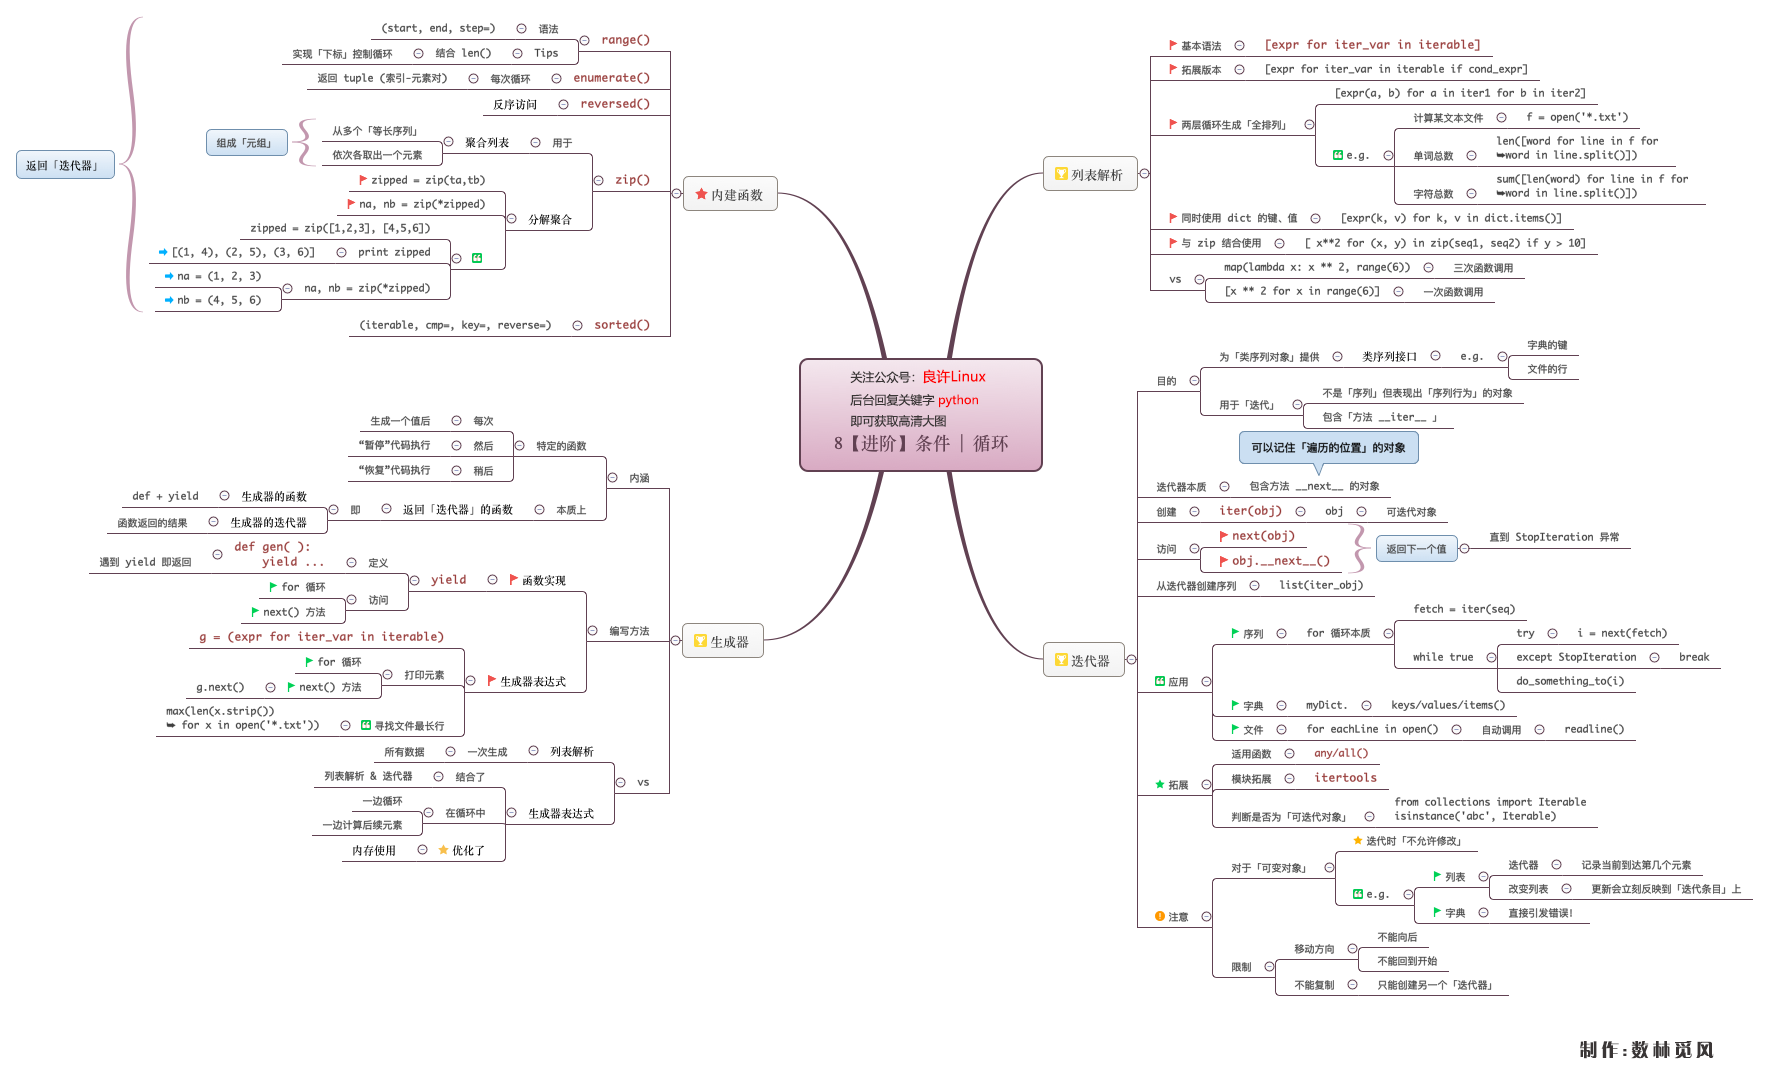 关注公众号：良许Linux
后台回复关键字 python
即可获取高清大图
8【进阶】条件 | 循环
返回「迭代器」
内建函数
range()
语法
(start, end, step=)
Tips
结合 len()
实现「下标」控制循环
enumerate()
每次循环
返回 tuple (索引-元素对)
reversed()
反序访问
zip()
用于
聚合列表
从多个「等长序列」
依次各取出一个元素
组成「元组」
分解聚合
zipped = zip(ta,tb)
na, nb = zip(*zipped)
zipped = zip([1,2,3], [4,5,6])
print zipped
[(1, 4), (2, 5), (3, 6)]
na, nb = zip(*zipped)
na = (1, 2, 3)
nb = (4, 5, 6)
sorted()
(iterable, cmp=, key=, reverse=)
列表解析
基本语法
[expr for iter_var in iterable]
拓展版本
[expr for iter_var in iterable if cond_expr]
两层循环生成「全排列」
[expr(a, b) for a in iter1 for b in iter2]
e.g.
计算某文本文件
f = open('*.txt')
单词总数
len([word for line in f for
➥word in line.split()])
字符总数
sum([len(word) for line in f for
➥word in line.split()])
同时使用 dict 的键、值
[expr(k, v) for k, v in dict.items()]
与 zip 结合使用
[ x**2 for (x, y) in zip(seq1, seq2) if y > 10]
vs
map(lambda x: x ** 2, range(6))
三次函数调用
[x ** 2 for x in range(6)]
一次函数调用
生成器
内涵
特定的函数
每次
生成一个值后
然后
“暂停”代码执行
稍后
“恢复”代码执行
本质上
返回「迭代器」的函数
即
生成器的函数
def + yield
生成器的迭代器
函数返回的结果
编写方法
函数实现
yield
定义
def gen( ):
yield ...
遇到 yield 即返回
访问
for 循环
next() 方法
生成器表达式
g = (expr for iter_var in iterable)
打印元素
for 循环
next() 方法
g.next()
寻找文件最长行
max(len(x.strip())
➥ for x in open('*.txt'))
vs
列表解析
一次生成
所有数据
生成器表达式
结合了
列表解析 & 迭代器
在循环中
一边循环
一边计算后续元素
优化了
内存使用
迭代器
目的
为「类序列对象」提供
类序列接口
e.g.
字典的键
文件的行
用于「迭代」
不是「序列」但表现出「序列行为」的对象
包含「方法 __iter__ 」
可以记住「遍历的位置」的对象
迭代器本质
包含方法 __next__ 的对象
创建
iter(obj)
obj
可迭代对象
访问
next(obj)
obj.__next__()
返回下一个值
直到 StopIteration 异常
从迭代器创建序列
list(iter_obj)
应用
序列
for 循环本质
fetch = iter(seq)
while true
try
i = next(fetch)
except StopIteration
break
do_something_to(i)
字典
myDict.
keys/values/items()
文件
for eachLine in open()
自动调用
readline()
拓展
适用函数
any/all()
模块拓展
itertools
判断是否为「可迭代对象」
from collections import Iterable
isinstance('abc', Iterable)
注意
对于「可变对象」
迭代时「不允许修改」
e.g.
列表
迭代器
记录当前到达第几个元素
改变列表
更新会立刻反映到「迭代条目」上
字典
直接引发错误！
限制
移动方向
不能向后
不能回到开始
不能复制
只能创建另一个「迭代器」
制作:数林觅风